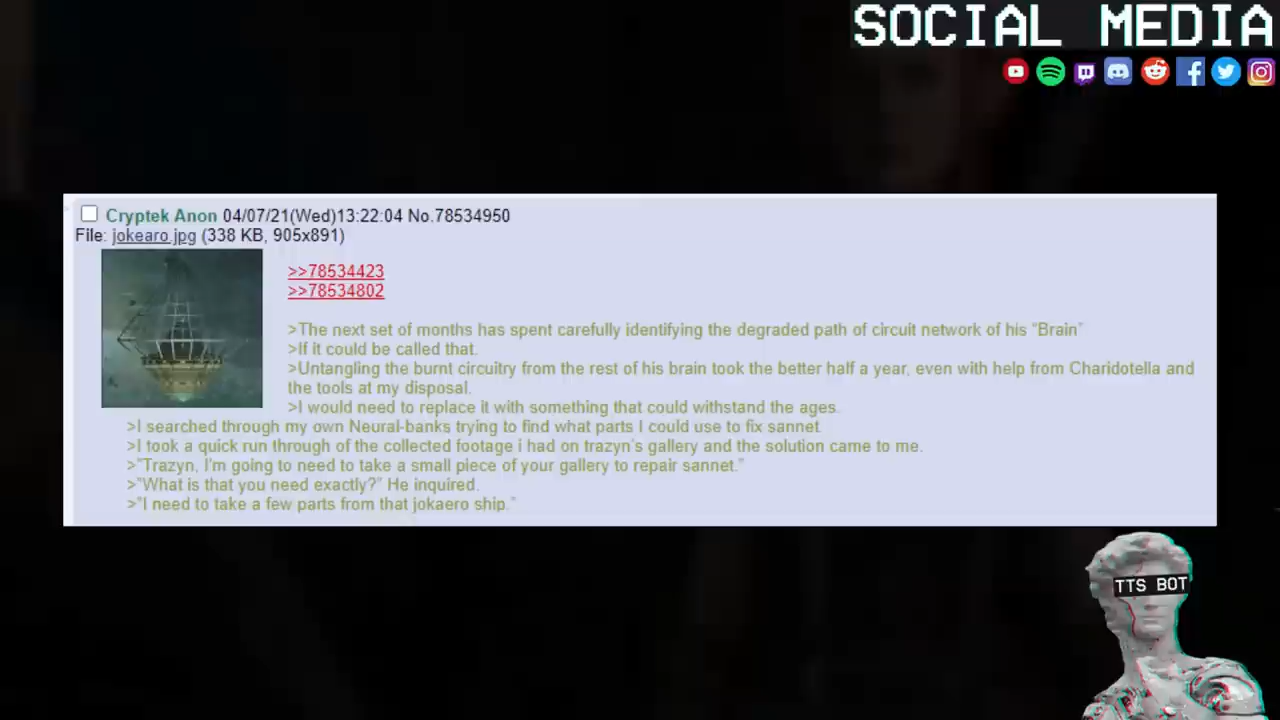 SOCIAL MEDIA
Cryptek Anon 04/07/21(Wed)13:22:04 No.78534950
File: jokearo.jpg (338 KB, 905x891)
>>78534423
>>78534802
>The next set of months has spent carefully identifying the degraded path of circuit network of his “Brain”
>If it could be called that.
>Untangling the burnt circuitry from the rest of his brain took the better half a year, even with help from Charidotella and
the tools at my disposal.
>I would need to replace it with something that could withstand the ages.
>I searched through my own Neural-banks trying to find what parts I could use to fix sannet.
>I took a quick run through of the collected footage i had on trazyn's gallery and the solution came to me.
>“Trazyn, I'm going to need to take a small piece of your gallery to repair sannet.”
>“What is that you need exactly?” He inquired.
>“I need to take a few parts from that jokaero ship.”
TTS BOT